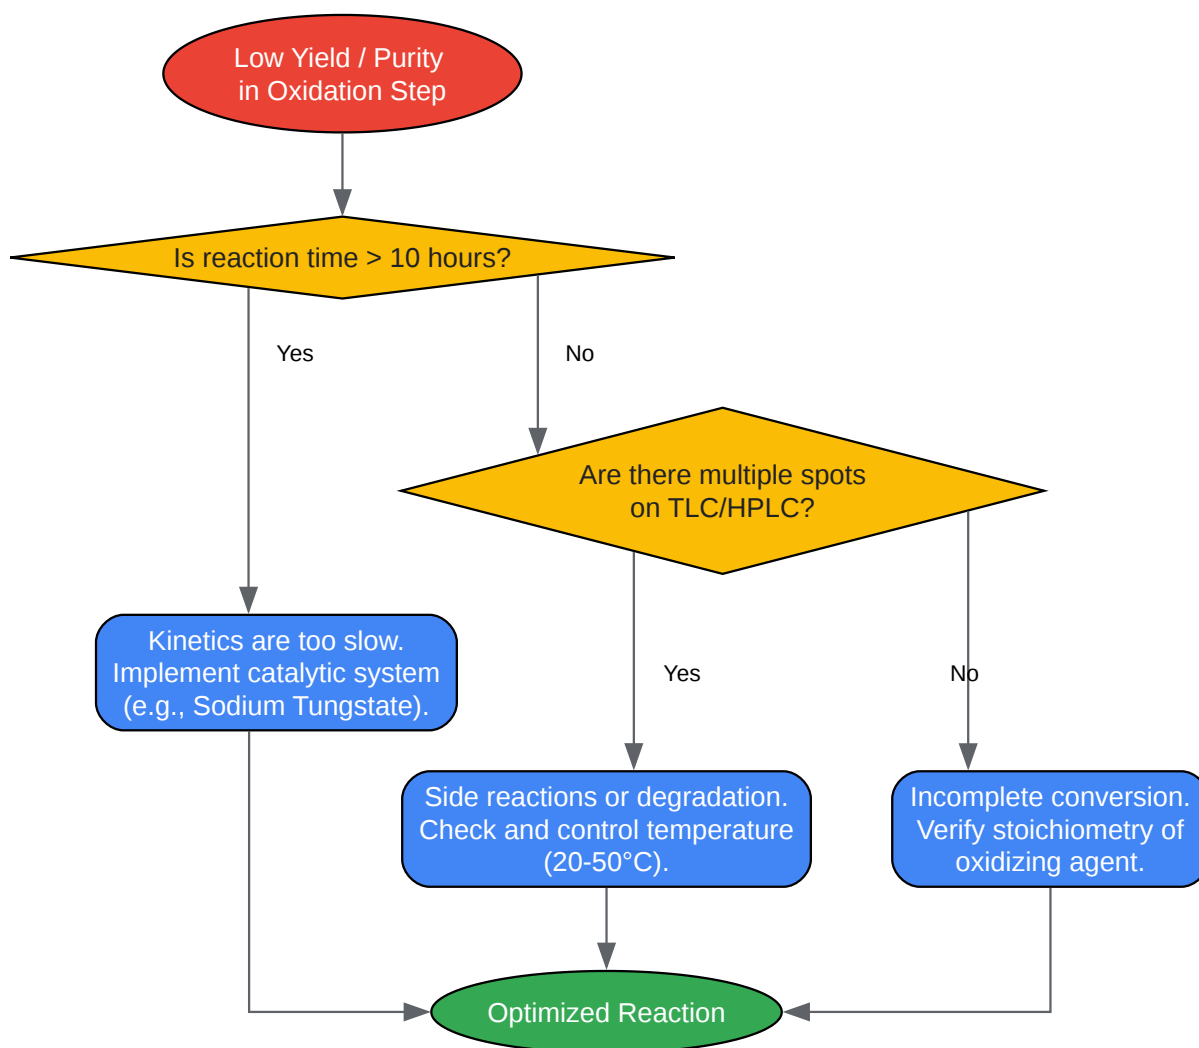 Low Yield / Purity
in Oxidation Step
Is reaction time > 10 hours?
Yes
No
Are there multiple spots
on TLC/HPLC?
Kinetics are too slow.
Implement catalytic system
(e.g., Sodium Tungstate).
Yes
No
Side reactions or degradation.
Check and control temperature
(20-50°C).
Incomplete conversion.
Verify stoichiometry of
oxidizing agent.
Optimized Reaction